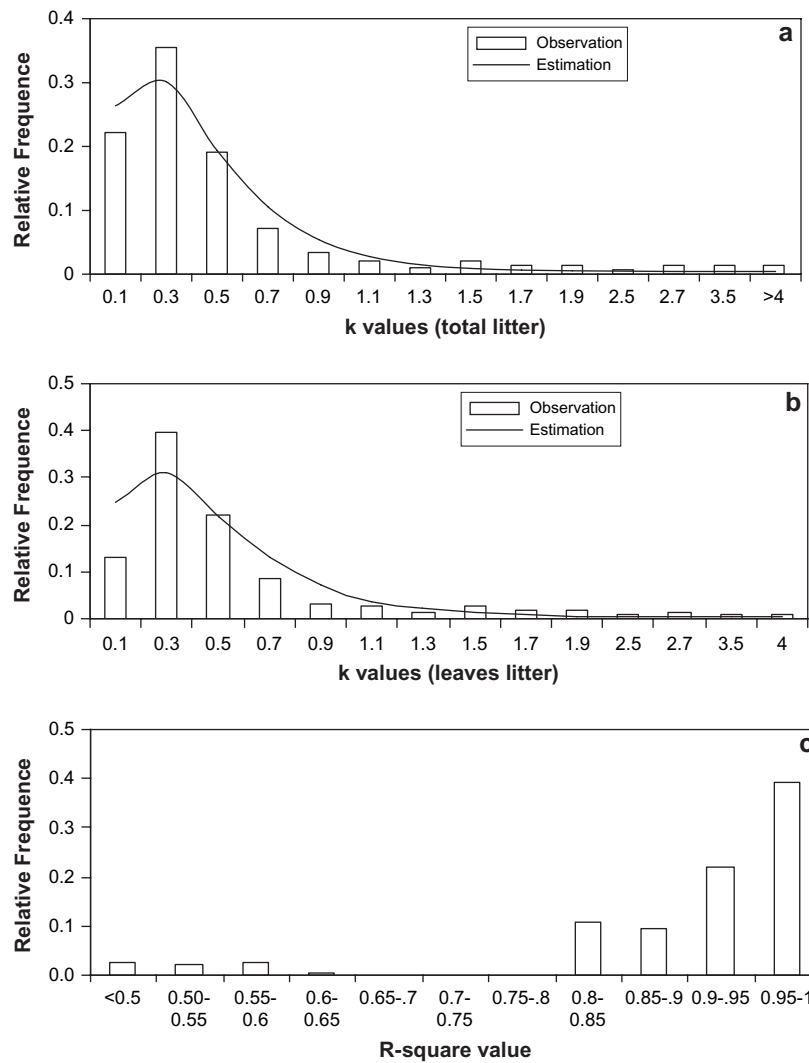 a
Observation
Estimation
Relative Frequence
0.4
0.3
0.2
0.1
0
0.1 0.3 0.5 0.7 0.9 1.1 1.3 1.5 1.7 1.9 2.5 2.7 3.5 >4
k values (total litter)
b
Observation
Estimation
Relative Frequence
0.5
0.4
0.3
0.2
0.1
0
0.1 0.3 0.5 0.7 0.9 1.1 1.3 1.5 1.7 1.9 2.5 2.7 3.5 4
k values (leaves litter)
c
Relative Frequence
0.5
0.4
0.3
0.2
0.1
0.0
<0.5 0.50-0.55 0.55-0.6 0.6-0.65 0.65-.7 0.7-0.75 0.75-.8 0.8-0.85 0.85-.9 0.9-.95 0.95-1
R-square value